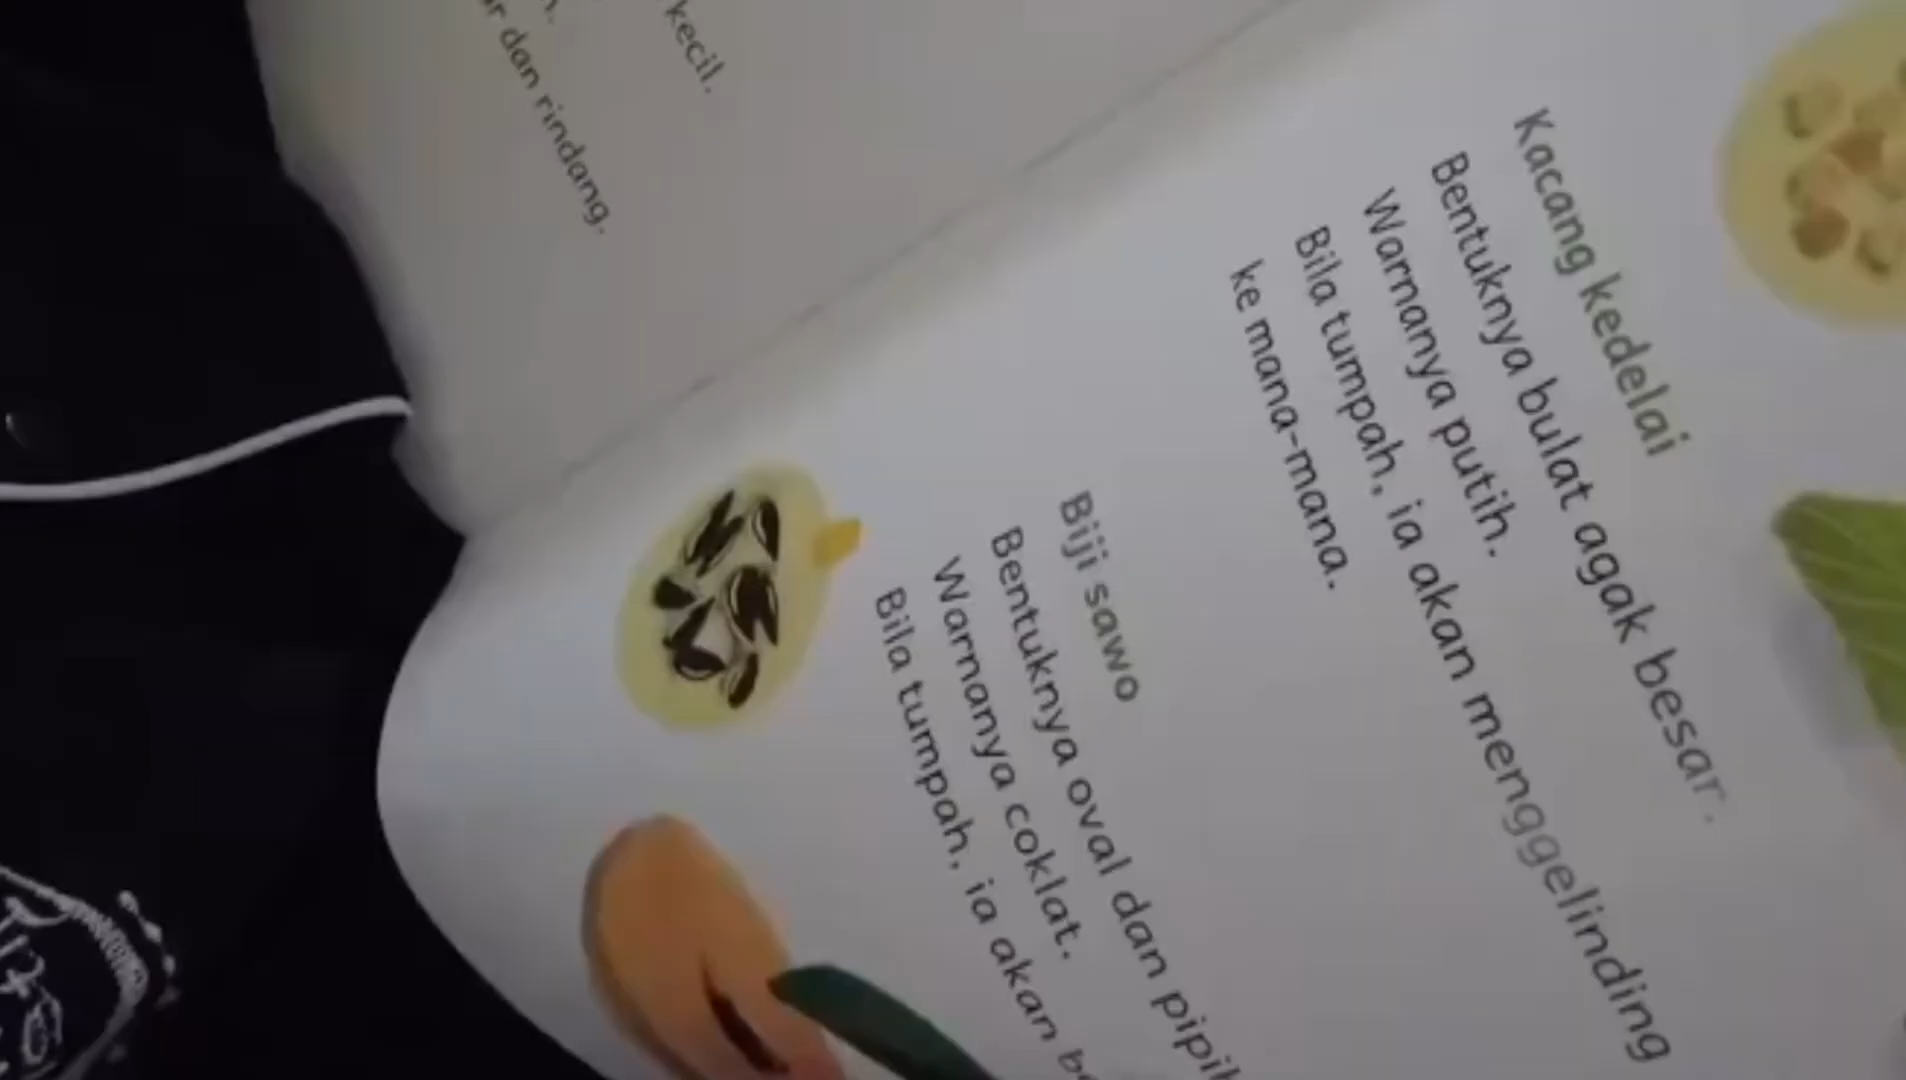 kecil.
dan rindang.
Kacang kedelai
Bentuknya bulat agak besar.
Warnanya putih.
Bila tumpah, ia akan menggelinding
ke mana-mana.
Biji sawo
Bentuknya oval dan
Warnanya coklat.
Bila tumpah, ia akan